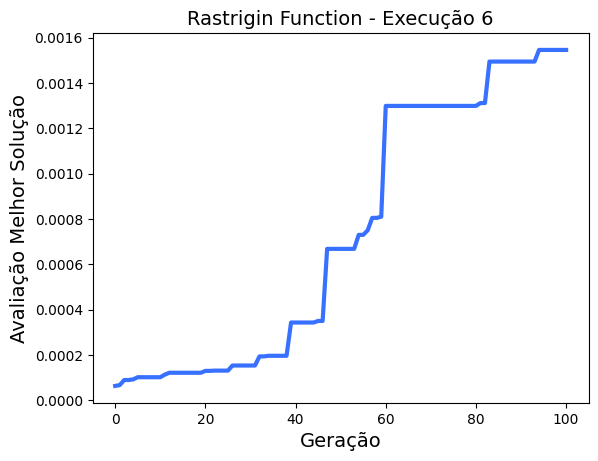 Rastrigin Function - Execução 6
Avaliação Melhor Solução
0.0016
0.0014
0.0012
0.0010
0.0008
0.0006
0.0004
0.0002
0.0000
0 20 40 60 80 100
Geração